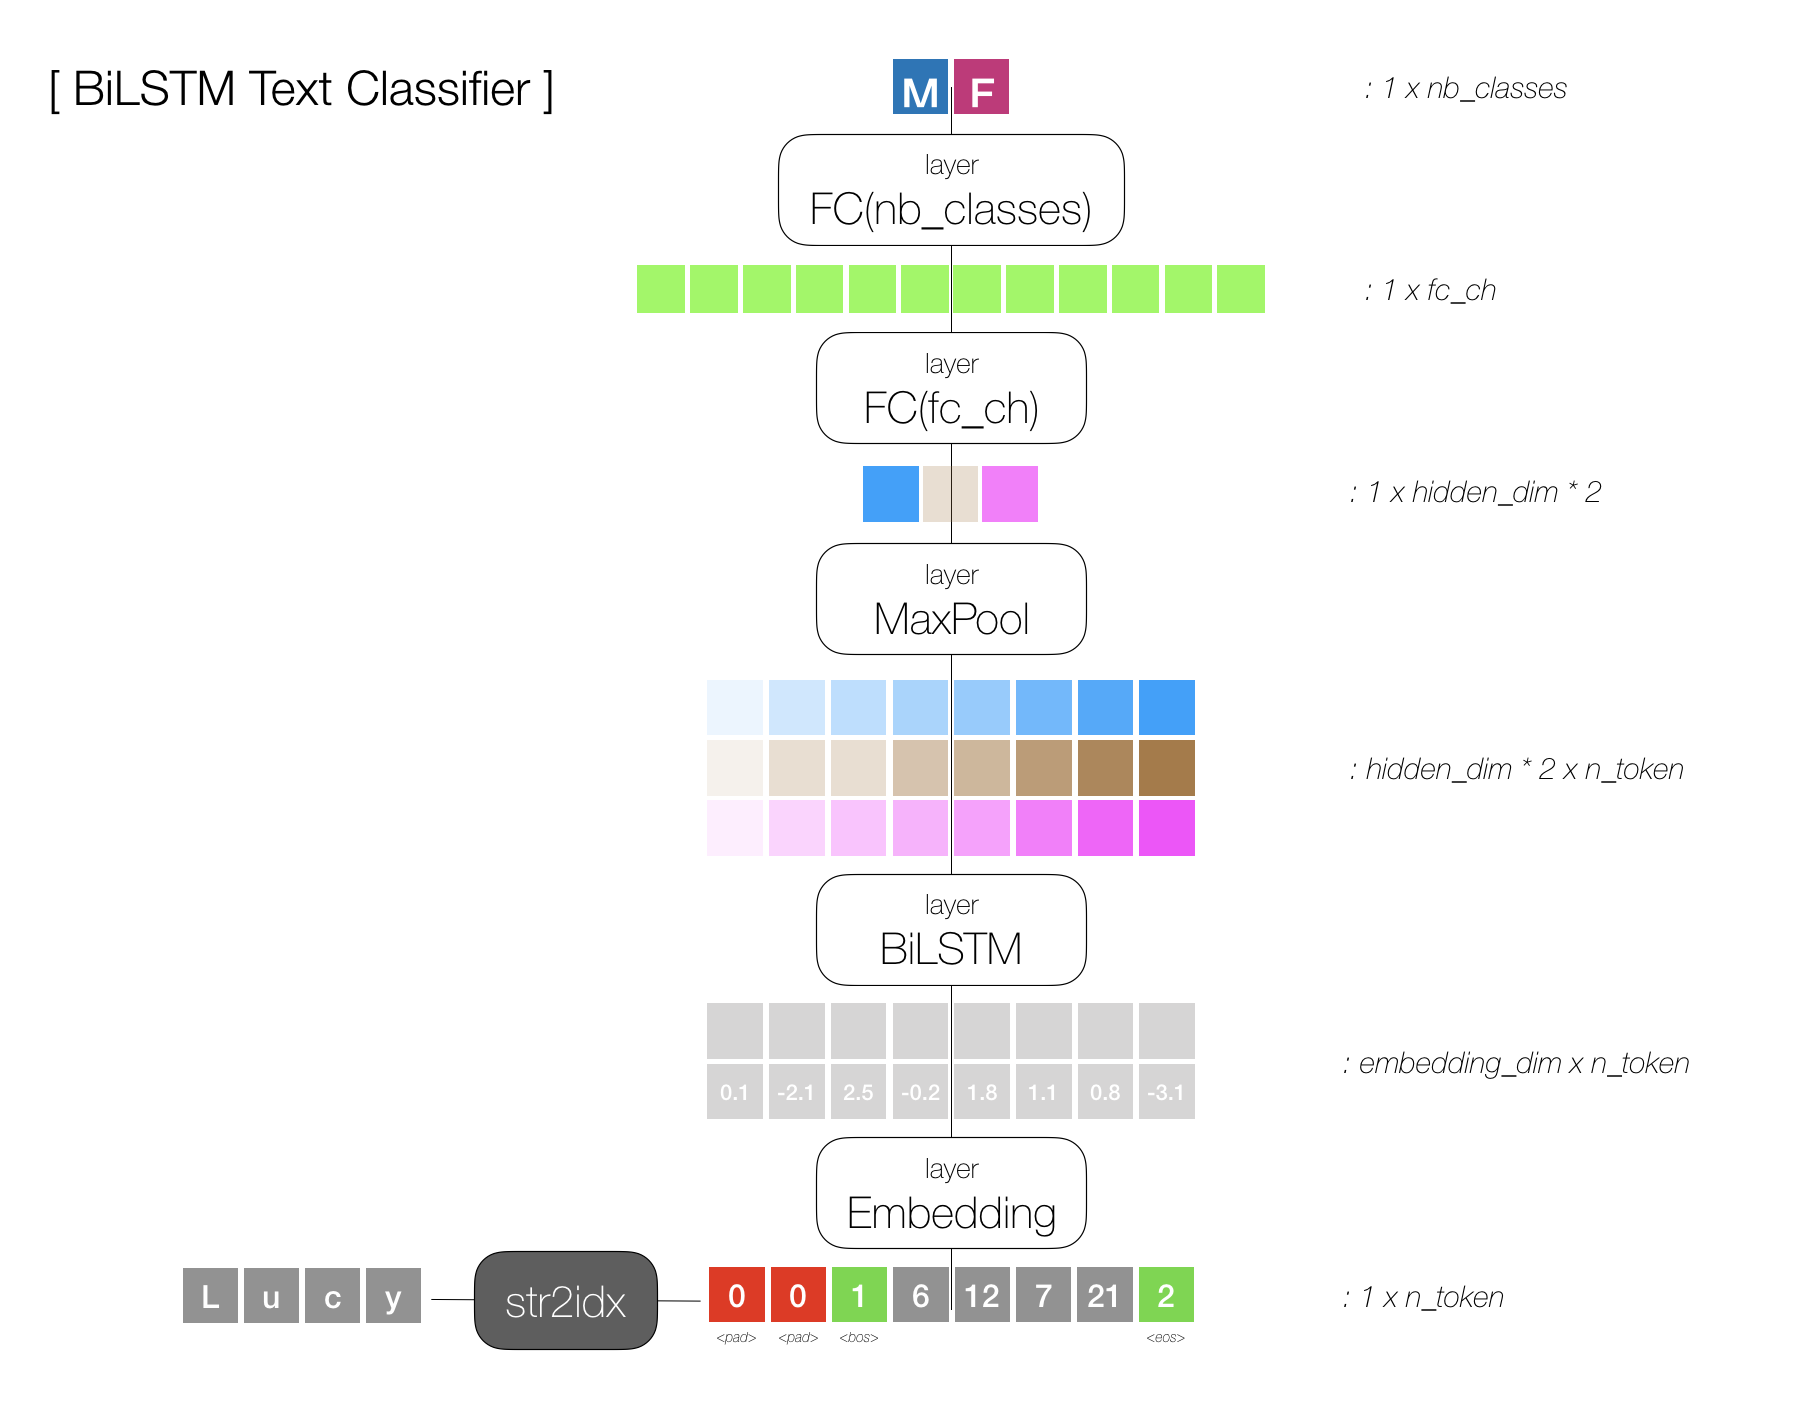 [ BiLSTM Text Classifier ]
M F
: 1 x nb_classes
layer
FC(nb_classes)
: 1 x fc_ch
layer
FC(fc_ch)
: 1 x hidden_dim * 2
layer
MaxPool
: hidden_dim * 2 x n_token
layer
BiLSTM
: embedding_dim x n_token
0.1 -2.1 2.5 -0.2 1.8 1.1 0.8 -3.1
layer
Embedding
L u c y
str2idx
0 0 1 6 12 7 21 2
: 1 x n_token
<pad> <pad> <bos> <eos>